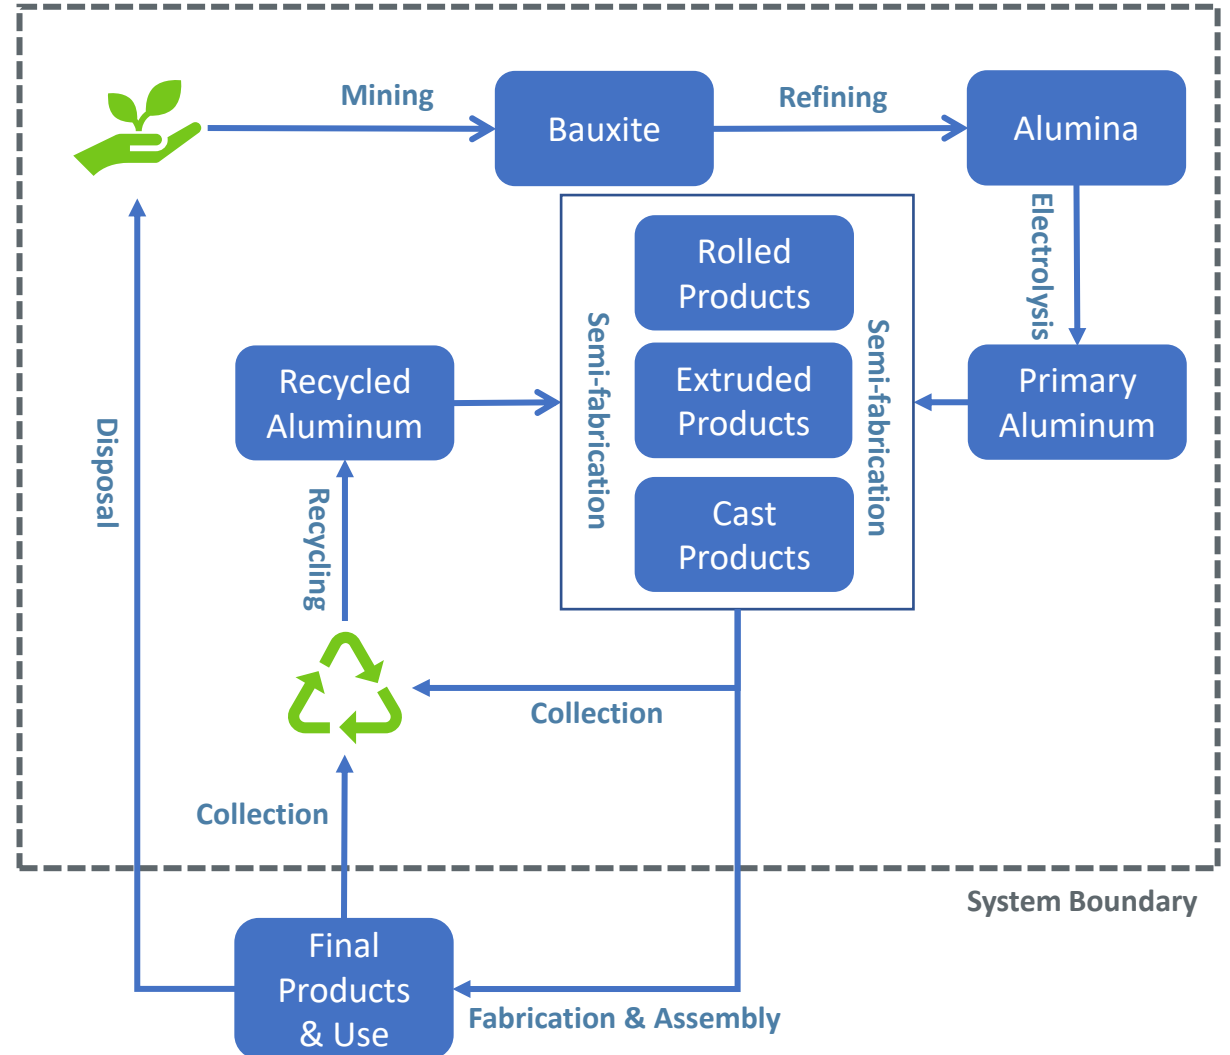 Mining
Bauxite
Refining
Alumina
Electrolysis
Rolled
Products
Semi-fabrication
Extruded
Products
Semi-fabrication
Cast
Products
Primary
Aluminum
Recycled
Aluminum
Disposal
Recycling
Collection
Collection
System Boundary
Final
Products
& Use
Fabrication & Assembly